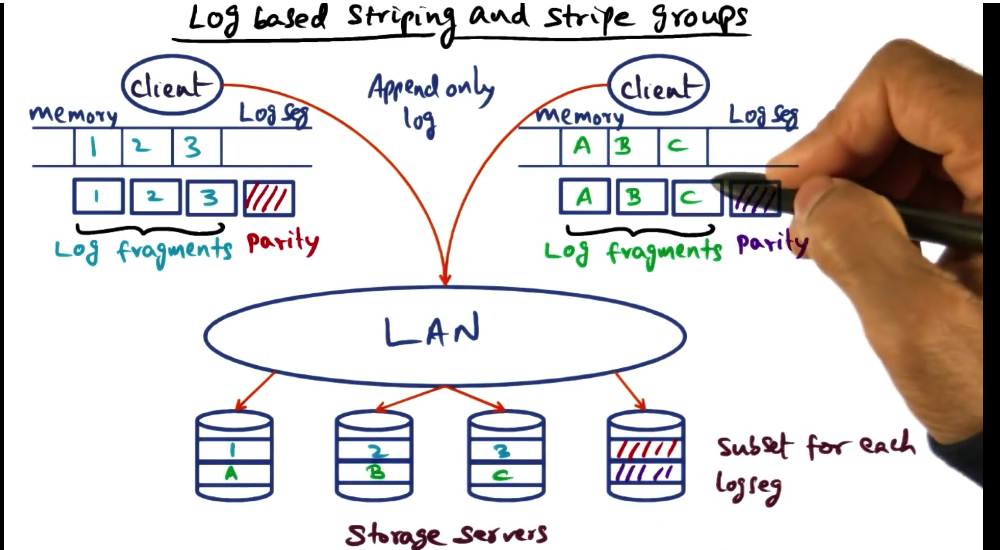 Log based striping and stripe groups
client
memory
Log seg
1 2 3
1 2 3
Log fragments
parity
Append only
log
client
memory
Log seg
A B C
A B C
Log fragments
parity
LAN
1
A
2
B
3
C
subset for each
logseg
Storage servers